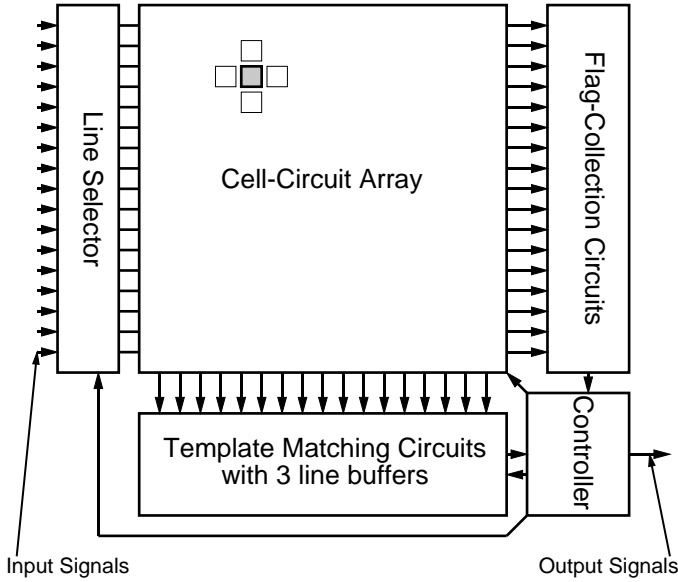 Line Selector
Cell-Circuit Array
Flag-Collection Circuits
Template Matching Circuits
with 3 line buffers
Controller
Input Signals
Output Signals